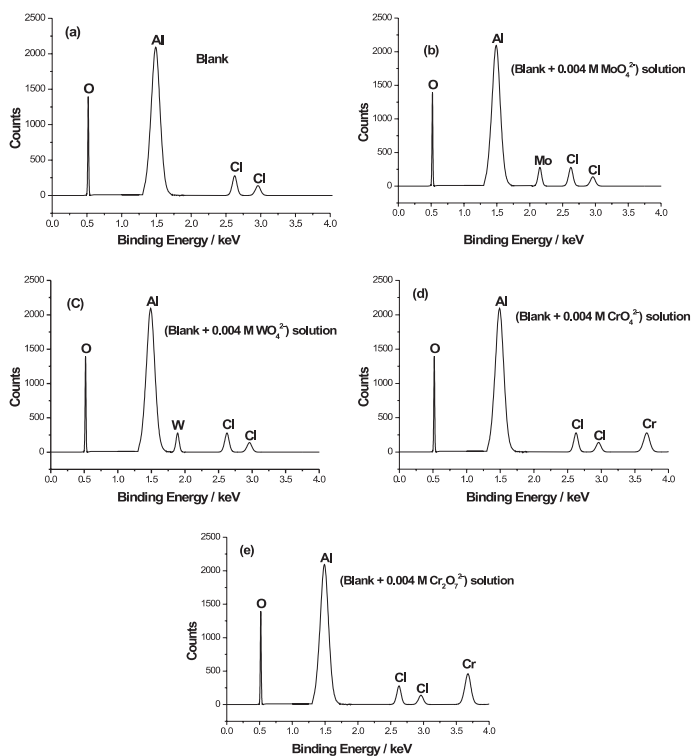 (a)
Blank
O
Al
Cl
Cl
Counts
2500
2000
1500
1000
500
0
0.0 0.5 1.0 1.5 2.0 2.5 3.0 3.5 4.0
Binding Energy / keV
(b)
(Blank + 0.004 M MoO₄²⁻) solution
O
Al
Mo
Cl
Cl
Counts
2500
2000
1500
1000
500
0
0.0 0.5 1.0 1.5 2.0 2.5 3.0 3.5 4.0
Binding Energy / keV
(C)
(Blank + 0.004 M WO₄²⁻) solution
O
Al
W
Cl
Cl
Counts
2500
2000
1500
1000
500
0
0.0 0.5 1.0 1.5 2.0 2.5 3.0 3.5 4.0
Binding Energy / keV
(d)
(Blank + 0.004 M CrO₄²⁻) solution
O
Al
Cl
Cl
Cr
Counts
2500
2000
1500
1000
500
0
0.0 0.5 1.0 1.5 2.0 2.5 3.0 3.5 4.0
Binding Energy / keV
(e)
(Blank + 0.004 M Cr₂O₇²⁻) solution
O
Al
Cl
Cl
Cr
Counts
2500
2000
1500
1000
500
0
0.0 0.5 1.0 1.5 2.0 2.5 3.0 3.5 4.0
Binding Energy / keV